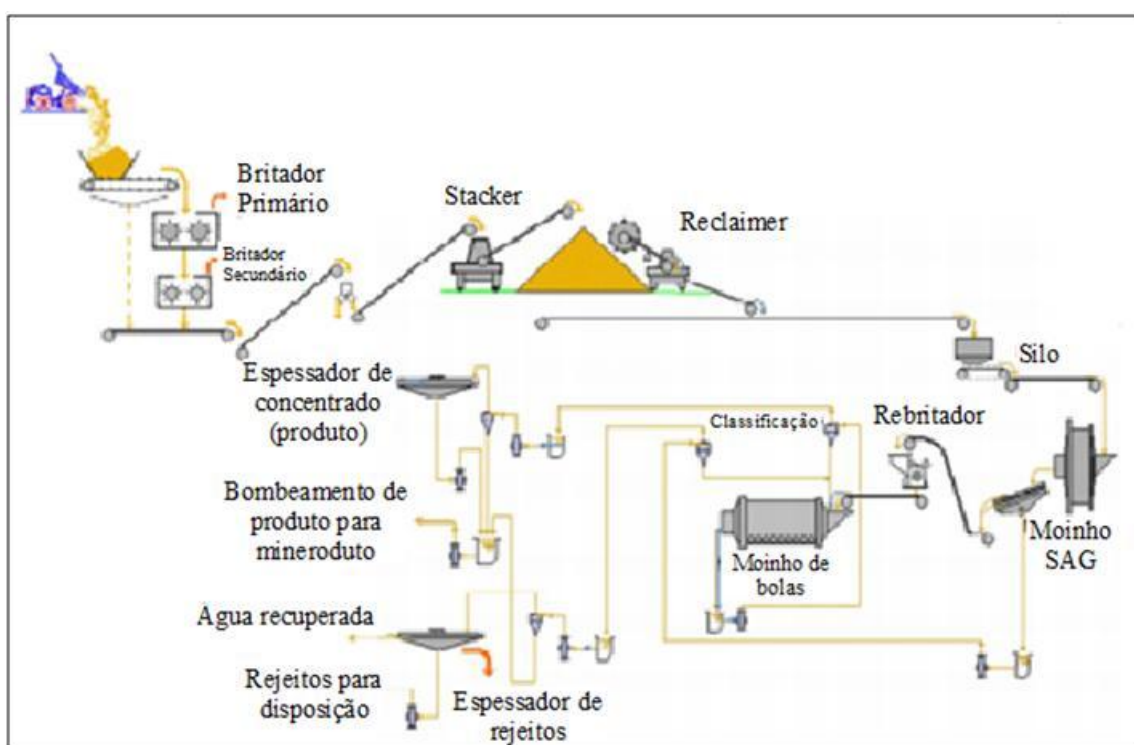 Britador
Primário
Britador
Secundário
Stacker
Reclaimer
Silo
Espessador de
concentrado
(produto)
Classificação
Rebritador
Bombeamento de
produto para
mineroduto
Moinho de
bolas
Moinho
SAG
Agua recuperada
Rejeitos para
disposição
Espessador de
rejeitos